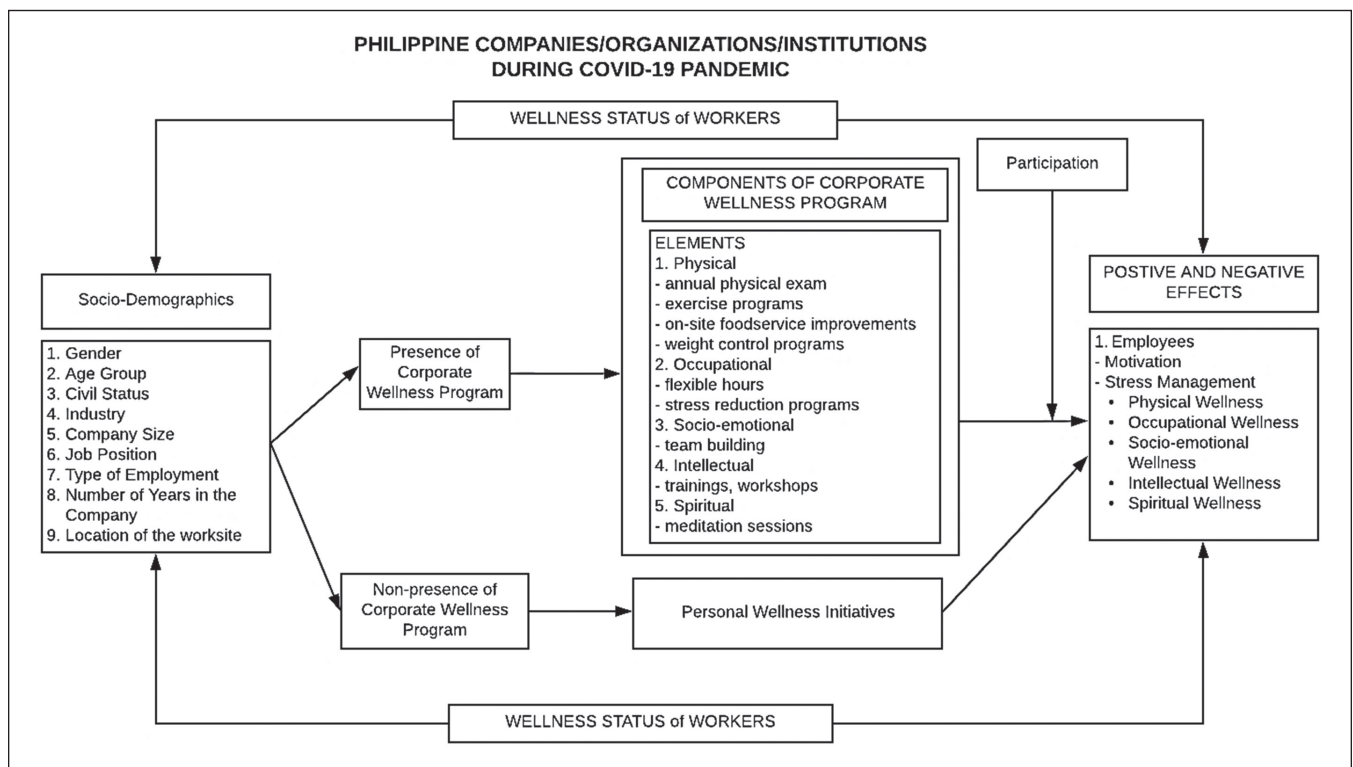 PHILIPPINE COMPANIES/ORGANIZATIONS/INSTITUTIONS
DURING COVID-19 PANDEMIC
WELLNESS STATUS of WORKERS
Participation
COMPONENTS OF CORPORATE
WELLNESS PROGRAM
Socio-Demographics
1. Gender
2. Age Group
3. Civil Status
4. Industry
5. Company Size
6. Job Position
7. Type of Employment
8. Number of Years in the
Company
9. Location of the worksite
Presence of
Corporate
Wellness Program
Non-presence of
Corporate Wellness
Program
ELEMENTS
1. Physical
- annual physical exam
- exercise programs
- on-site foodservice improvements
- weight control programs
2. Occupational
- flexible hours
- stress reduction programs
3. Socio-emotional
- team building
4. Intellectual
- trainings, workshops
5. Spiritual
- meditation sessions
Personal Wellness Initiatives
POSTIVE AND NEGATIVE
EFFECTS
1. Employees
- Motivation
- Stress Management
• Physical Wellness
• Occupational Wellness
• Socio-emotional
Wellness
• Intellectual Wellness
• Spiritual Wellness
WELLNESS STATUS of WORKERS